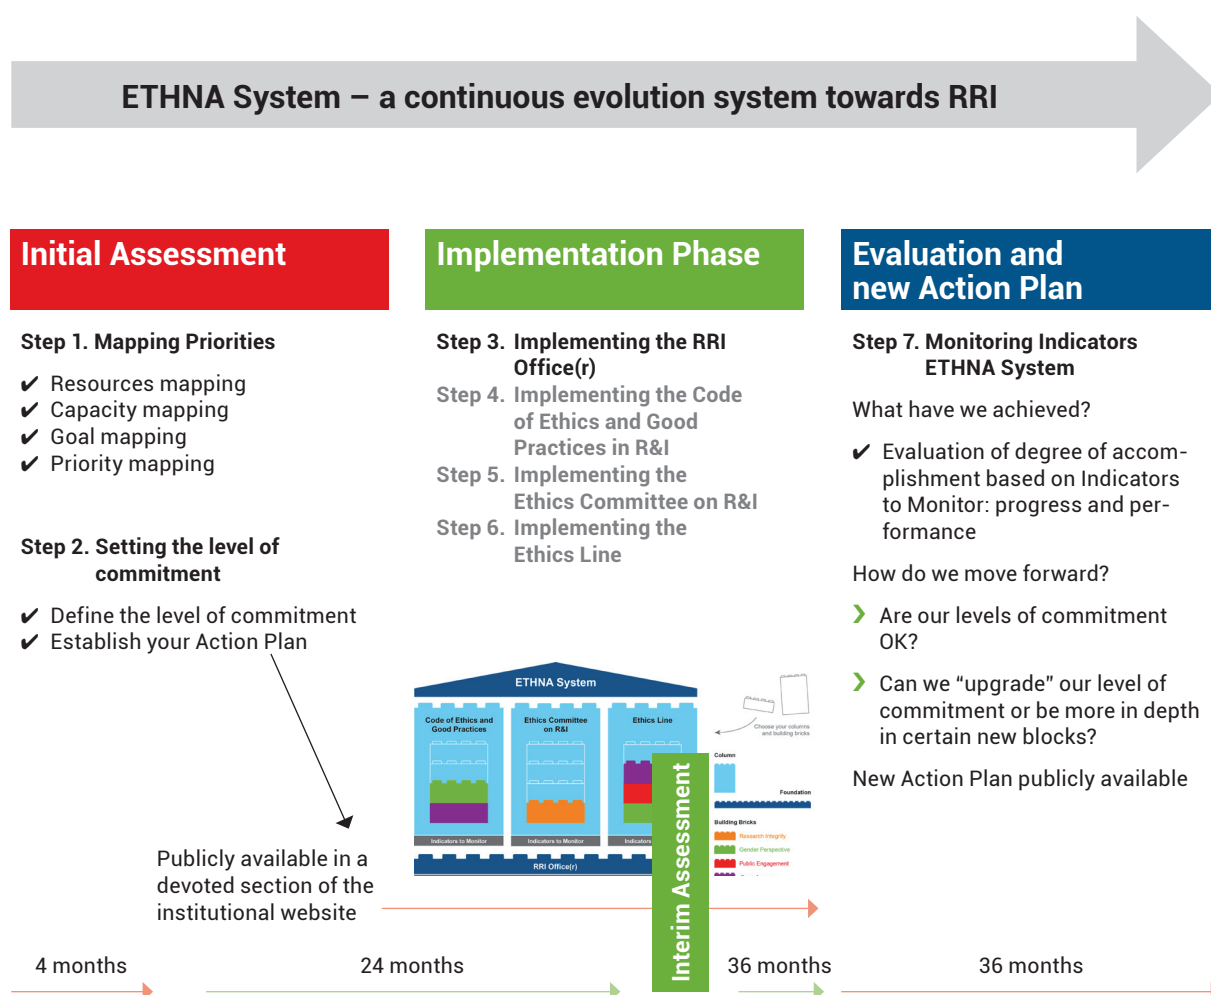 ETHNA System – a continuous evolution system towards RRI
Initial Assessment
Step 1. Mapping Priorities
✔ Resources mapping
✔ Capacity mapping
✔ Goal mapping
✔ Priority mapping
Step 2. Setting the level of
commitment
✔ Define the level of commitment
✔ Establish your Action Plan
Publicly available in a
devoted section of the
institutional website
Implementation Phase
Step 3. Implementing the RRI
Office(r)
Step 4. Implementing the Code
of Ethics and Good
Practices in R&I
Step 5. Implementing the
Ethics Committee on R&I
Step 6. Implementing the
Ethics Line
ETHNA System
Code of Ethics and
Good Practices
Ethics Committee
on R&I
Ethics Line
Indicators to Monitor
Indicators to Monitor
Indicators
RRI Office(r)
Choose your columns
and building bricks
Column
Foundation
Building Bricks
Research Integrity
Gender Perspective
Public Engagement
Interim Assessment
Evaluation and
new Action Plan
Step 7. Monitoring Indicators
ETHNA System
What have we achieved?
✔ Evaluation of degree of accom-
plishment based on Indicators
to Monitor: progress and per-
formance
How do we move forward?
❯ Are our levels of commitment
OK?
❯ Can we “upgrade” our level of
commitment or be more in depth
in certain new blocks?
New Action Plan publicly available
4 months
24 months
36 months
36 months